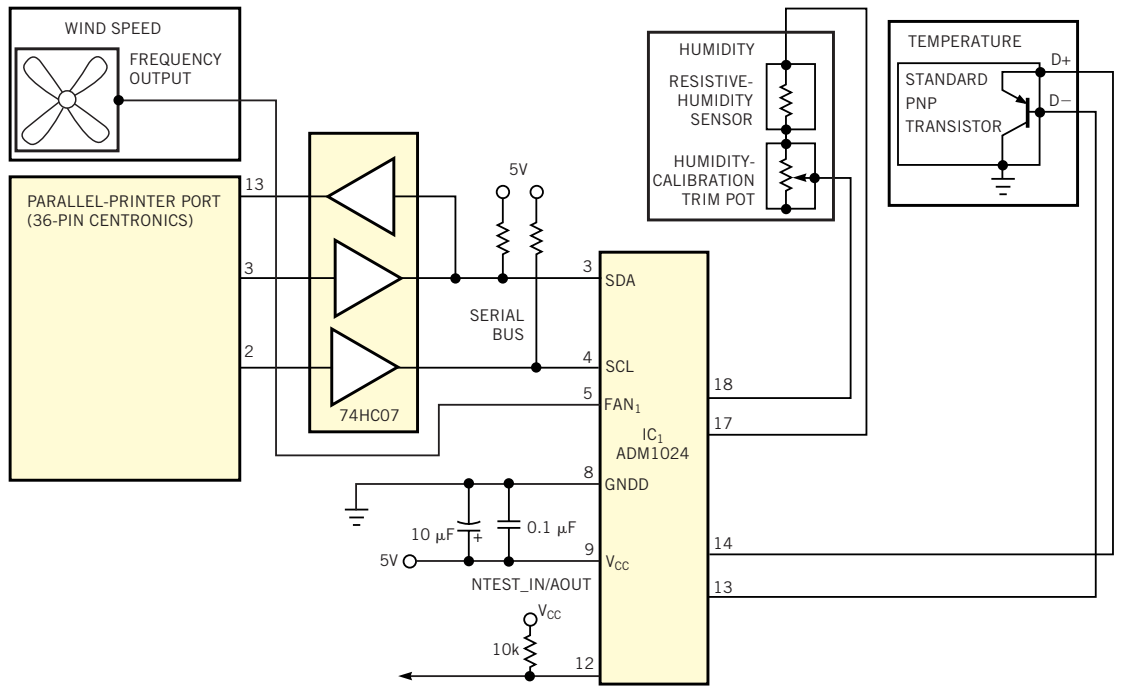 WIND SPEED
FREQUENCY
OUTPUT
PARALLEL-PRINTER PORT
(36-PIN CENTRONICS)
13
3
2
74HC07
5V
SERIAL
BUS
HUMIDITY
RESISTIVE-
HUMIDITY
SENSOR
HUMIDITY-
CALIBRATION
TRIM POT
TEMPERATURE
STANDARD
PNP
TRANSISTOR
D+
D−
3
SDA
4
SCL
5
FAN₁
IC₁
ADM1024
18
17
8
GNDD
10 µF
+
0.1 µF
5V
9
VCC
NTEST_IN/AOUT
14
13
VCC
10k
12